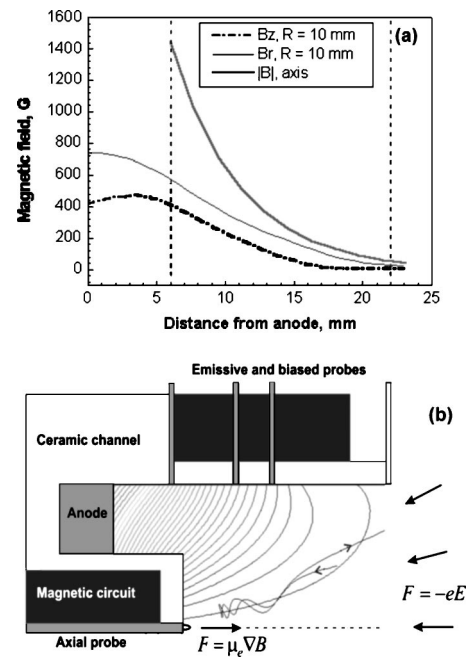 (a)
Bz, R = 10 mm
Br, R = 10 mm
|B|, axis
Magnetic field, G
1600
1400
1200
1000
800
600
400
200
0
0 5 10 15 20 25
Distance from anode, mm
Emissive and biased probes
(b)
Ceramic channel
Anode
Magnetic circuit
Axial probe
F = μₑ∇B
F = −eE